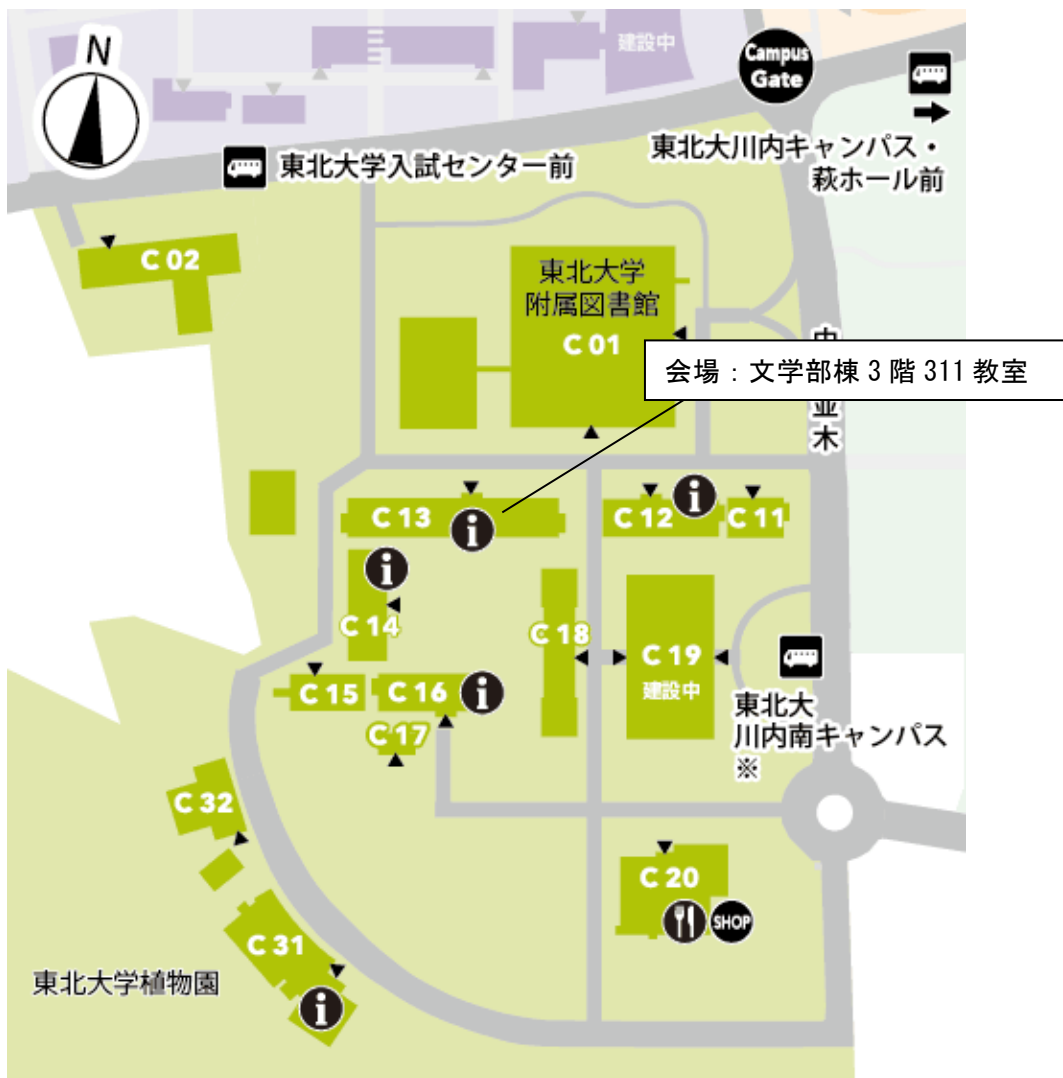 N
建設中
Campus
Gate
東北大学入試センター前
東北大川内キャンパス・
萩ホール前
C 02
東北大学
附属図書館
C 01
会場：文学部棟 3 階 311 教室
並
木
C 13
i
C 12
i
C 11
i
C 14
C 18
C 19
建設中
C 15
C 16
i
C 17
東北大
川内南キャンパス
※
C 32
C 20
SHOP
C 31
東北大学植物園
i